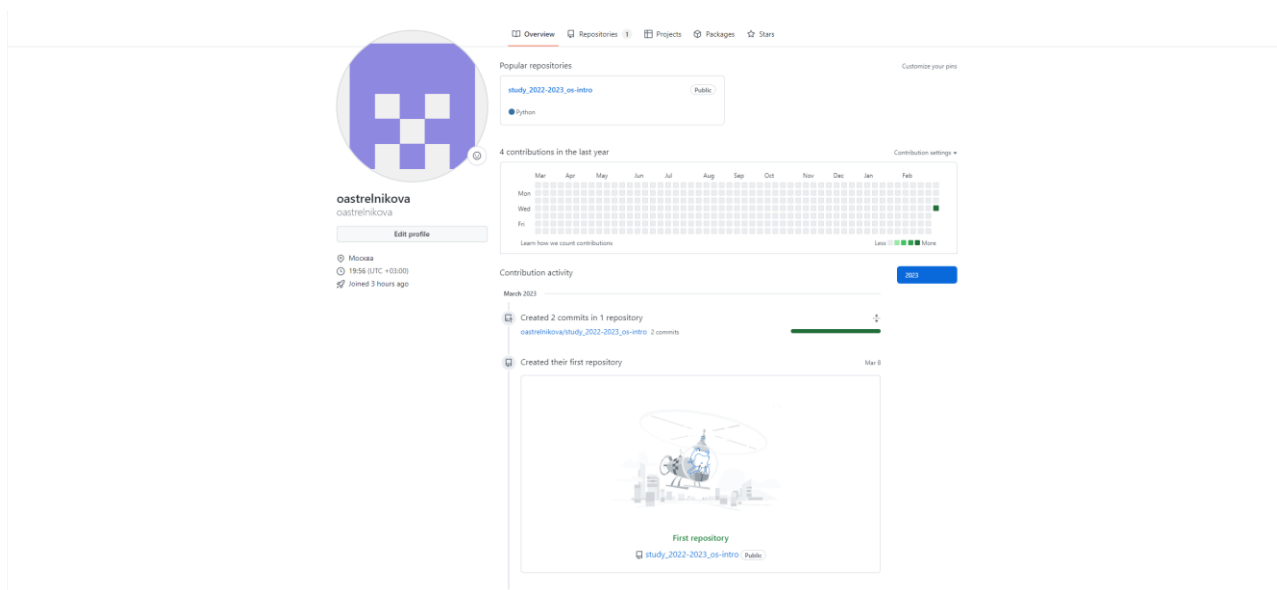 Overview Repositories 1 Projects Packages Stars
oastrelnikova
oastrelnikova
Edit profile
Москва
19:56 (UTC +03:00)
Joined 3 hours ago
Popular repositories Customize your pins
study_2022-2023_os-intro Public
Python
4 contributions in the last year Contribution settings
Mar Apr May Jun Jul Aug Sep Oct Nov Dec Jan Feb
Mon
Wed
Fri
Learn how we count contributions Less More
Contribution activity 2023
March 2023
Created 2 commits in 1 repository
oastrelnikova/study_2022-2023_os-intro 2 commits
Created their first repository Mar 8
First repository
study_2022-2023_os-intro Public